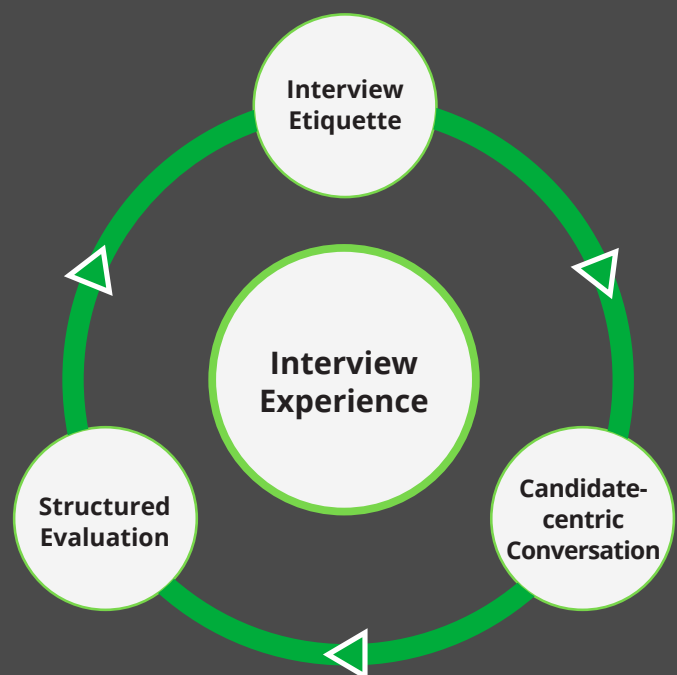 Interview
Etiquette
Interview
Experience
Structured
Evaluation
Candidate-
centric
Conversation